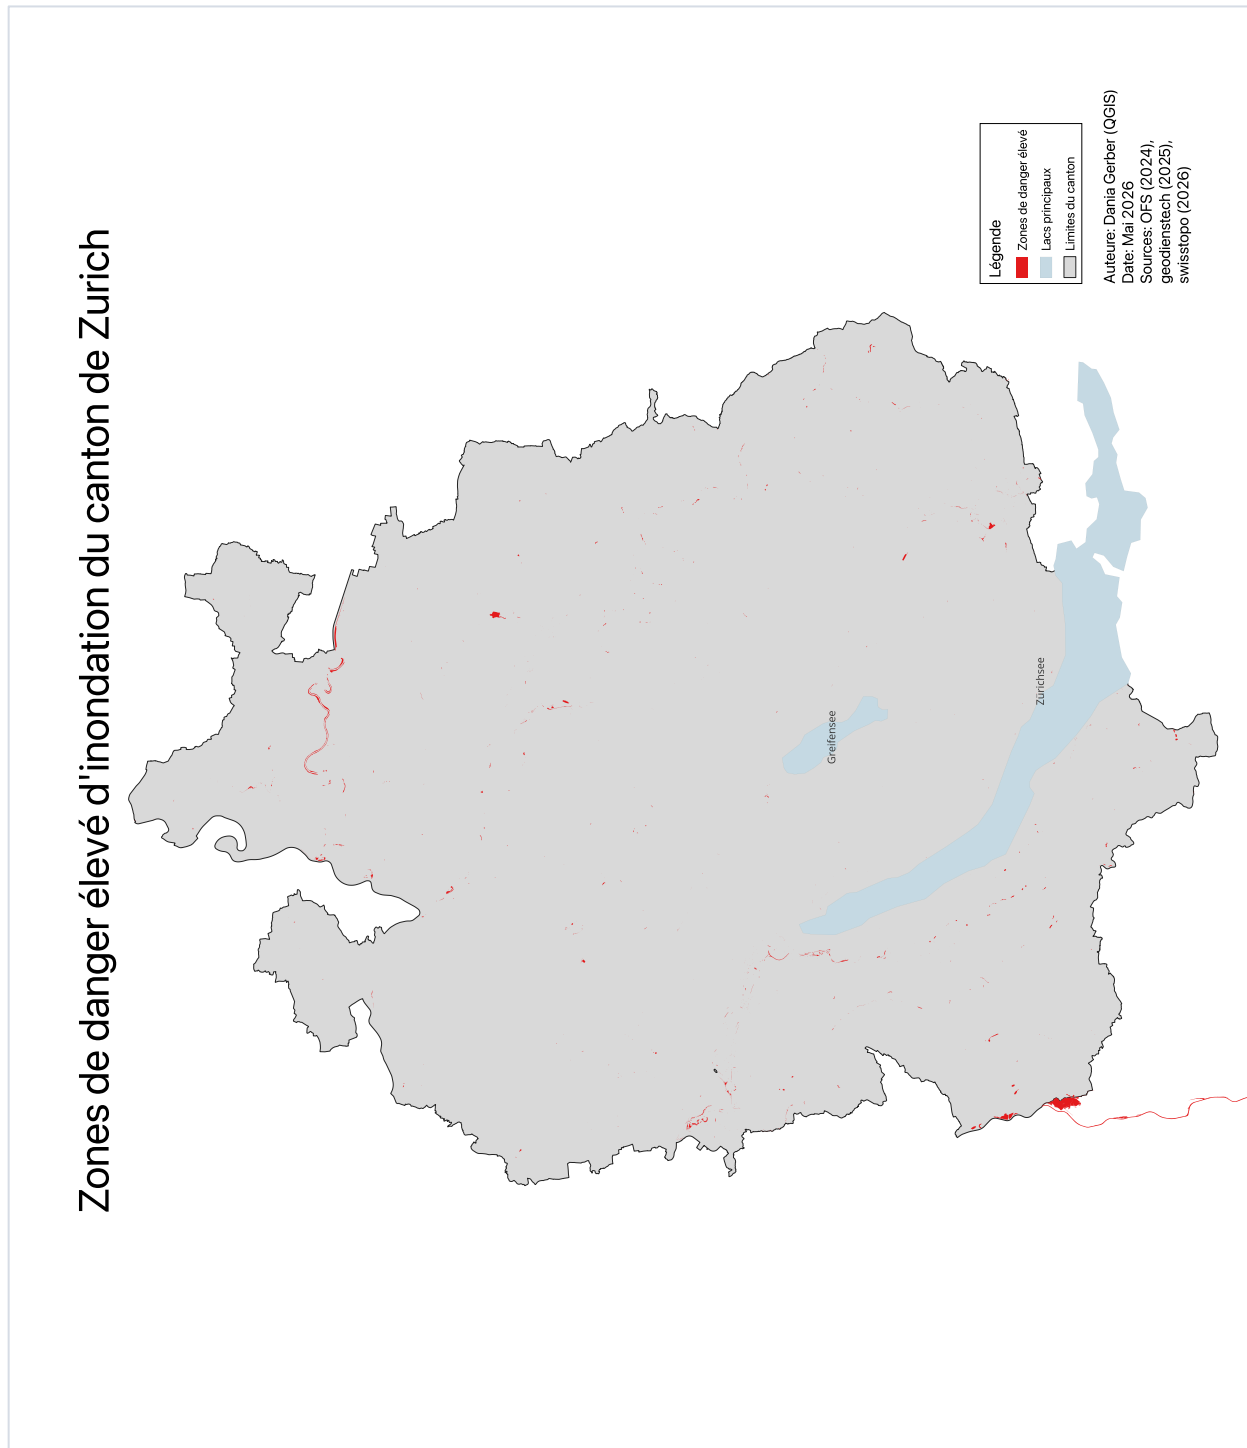 Zones de danger élevé d'inondation du canton de Zurich
Légende
Zones de danger élevé
Lacs principaux
Limites du canton
Auteure: Dania Gerber (QGIS)
Date: Mai 2026
Sources: OFS (2024),
geodienstech (2025),
swisstopo (2026)
Greifensee
Zürichsee